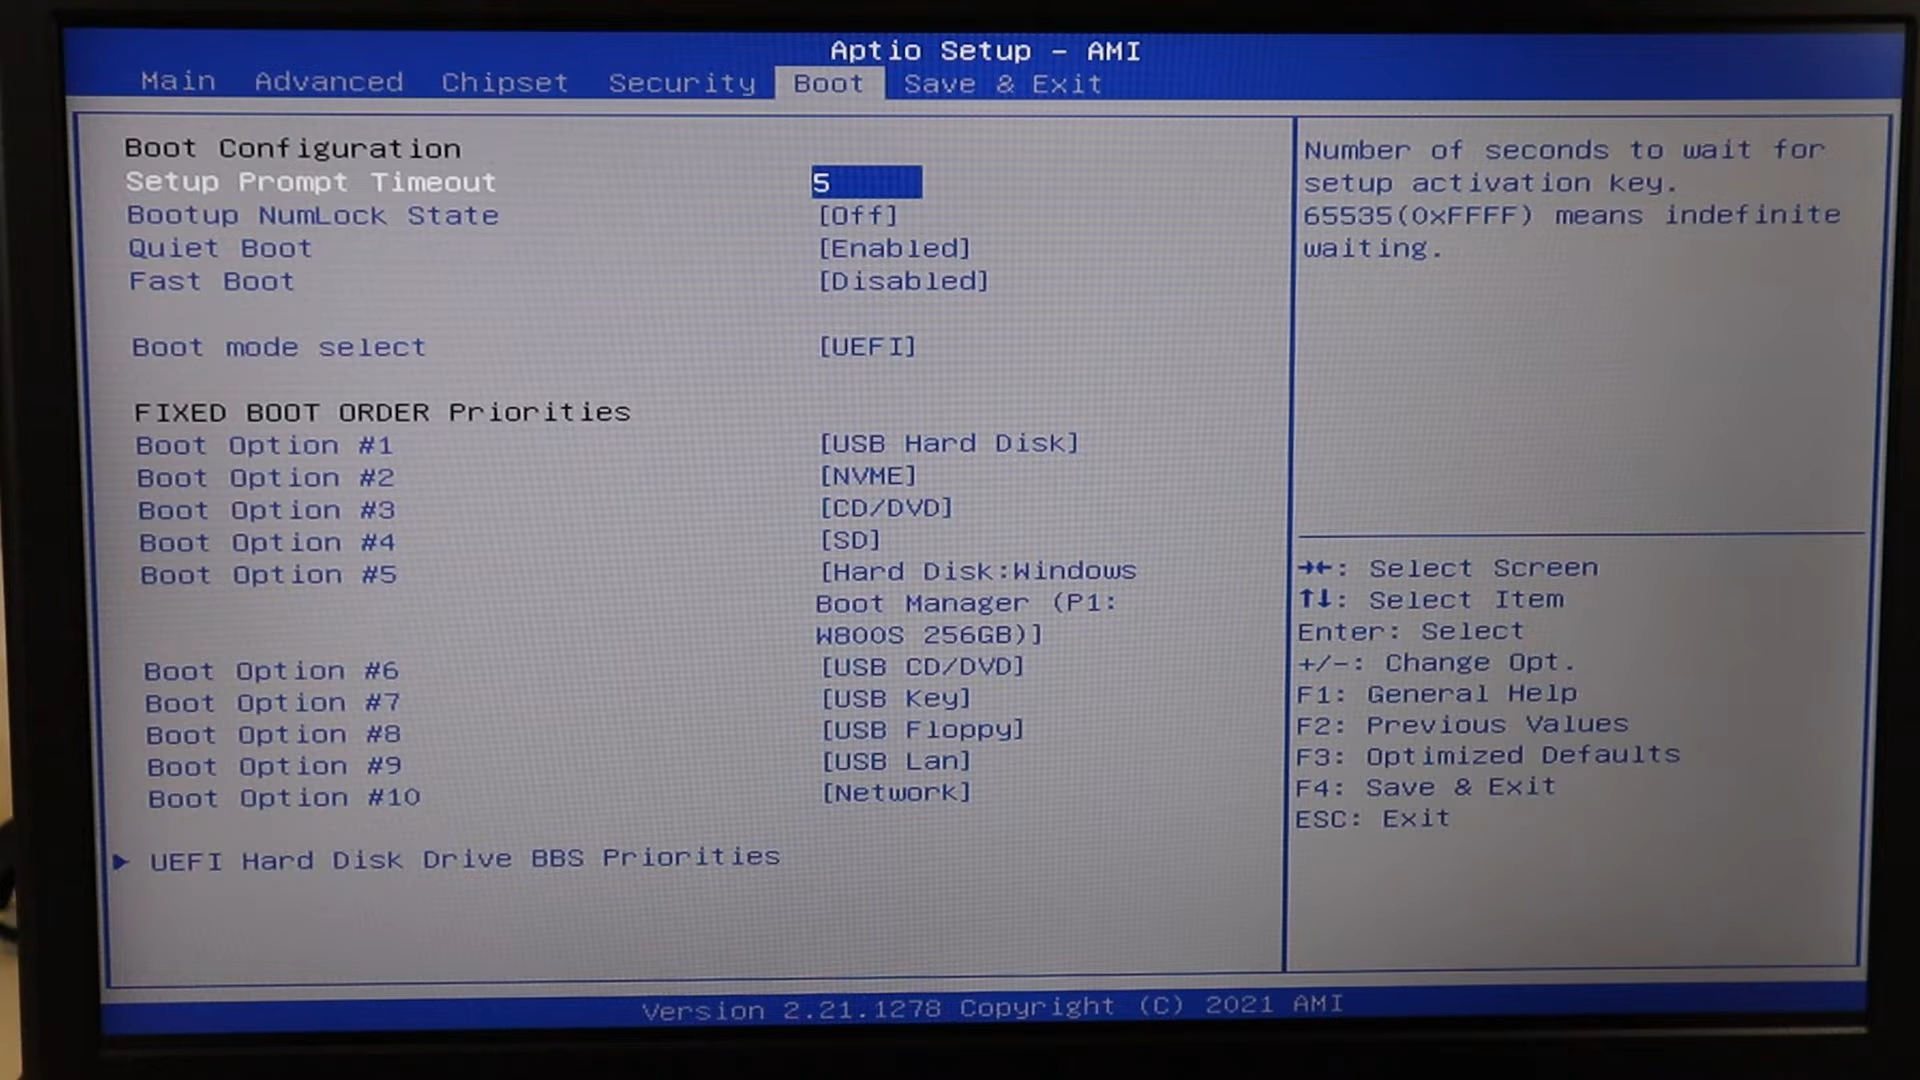 Aptio Setup - AMI
Main Advanced Chipset Security Boot Save & Exit
Boot Configuration
Setup Prompt Timeout 5
Bootup NumLock State [Off]
Quiet Boot [Enabled]
Fast Boot [Disabled]
Boot mode select [UEFI]
FIXED BOOT ORDER Priorities
Boot Option #1 [USB Hard Disk]
Boot Option #2 [NVME]
Boot Option #3 [CD/DVD]
Boot Option #4 [SD]
Boot Option #5 [Hard Disk:Windows
Boot Manager (P1:
W800S 256GB)]
Boot Option #6 [USB CD/DVD]
Boot Option #7 [USB Key]
Boot Option #8 [USB Floppy]
Boot Option #9 [USB Lan]
Boot Option #10 [Network]
▶ UEFI Hard Disk Drive BBS Priorities
Number of seconds to wait for
setup activation key.
65535(0xFFFF) means indefinite
waiting.
→←: Select Screen
↑↓: Select Item
Enter: Select
+/-: Change Opt.
F1: General Help
F2: Previous Values
F3: Optimized Defaults
F4: Save & Exit
ESC: Exit
Version 2.21.1278 Copyright (C) 2021 AMI